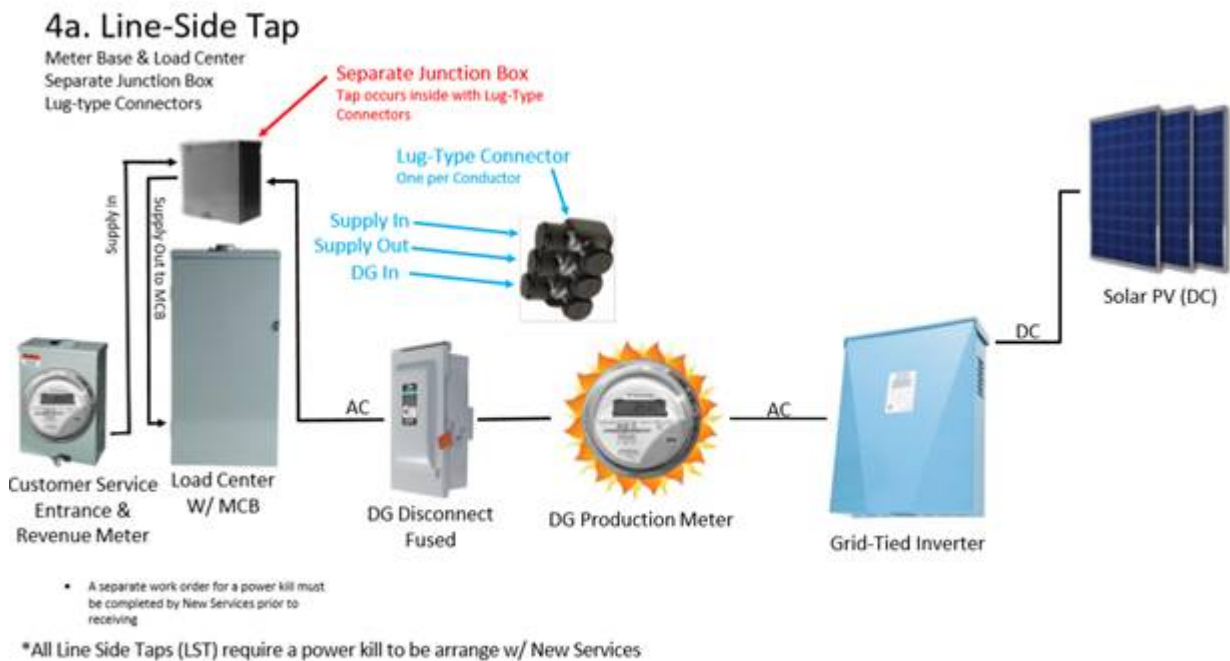 4a. Line-Side Tap
Meter Base & Load Center
Separate Junction Box
Lug-type Connectors
Separate Junction Box
Tap occurs inside with Lug-Type
Connectors
Lug-Type Connector
One per Conductor
Supply In
Supply Out
DG In
Supply In
Supply Out to MCB
Solar PV (DC)
DC
AC
AC
Customer Service
Entrance &
Revenue Meter
Load Center
W/ MCB
DG Disconnect
Fused
DG Production Meter
Grid-Tied Inverter
• A separate work order for a power kill must
be completed by New Services prior to
receiving
*All Line Side Taps (LST) require a power kill to be arrange w/ New Services